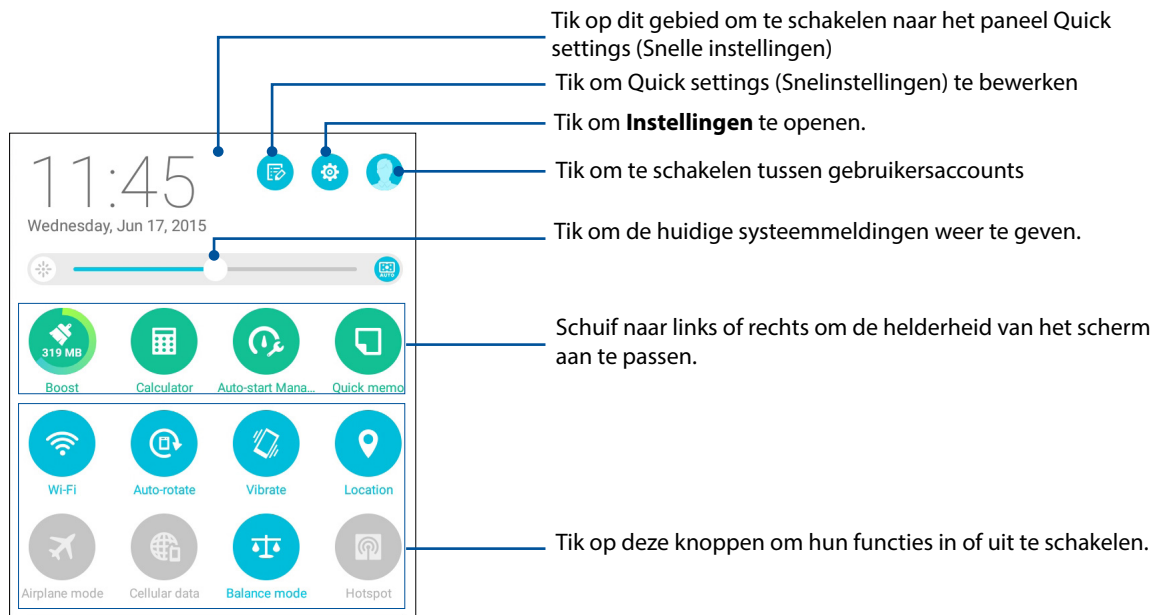 Tik op dit gebied om te schakelen naar het paneel Quick
settings (Snelle instellingen)
Tik om Quick settings (Snelinstellingen) te bewerken
Tik om Instellingen te openen.
Tik om te schakelen tussen gebruikersaccounts
11:45
Wednesday, Jun 17, 2015
Tik om de huidige systeemmeldingen weer te geven.
AUTO
Schuif naar links of rechts om de helderheid van het scherm
aan te passen.
319 MB
Boost Calculator Auto-start Mana... Quick memo
Wi-Fi Auto-rotate Vibrate Location
Tik op deze knoppen om hun functies in of uit te schakelen.
Airplane mode Cellular data Balance mode Hotspot